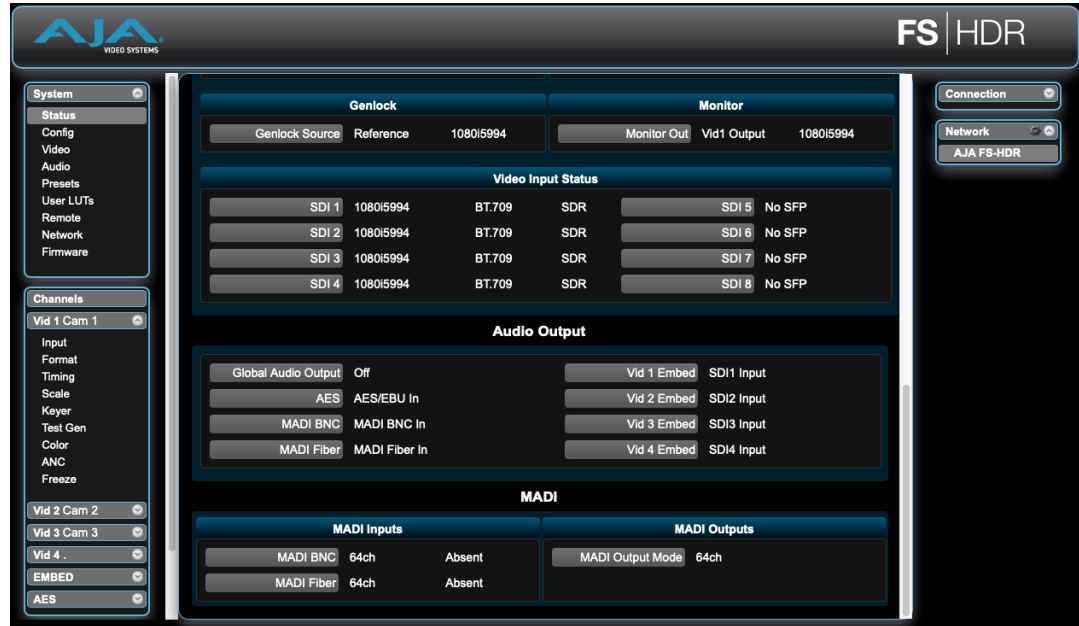 AJA
VIDEO SYSTEMS
FS HDR
System
Status
Config
Video
Audio
Presets
User LUTs
Remote
Network
Firmware
Channels
Vid 1 Cam 1
Input
Format
Timing
Scale
Keyer
Test Gen
Color
ANC
Freeze
Vid 2 Cam 2
Vid 3 Cam 3
Vid 4 .
EMBED
AES
Genlock
Genlock Source Reference 1080i5994
Monitor
Monitor Out Vid1 Output 1080i5994
Video Input Status
SDI 1 1080i5994 BT.709 SDR SDI 5 No SFP
SDI 2 1080i5994 BT.709 SDR SDI 6 No SFP
SDI 3 1080i5994 BT.709 SDR SDI 7 No SFP
SDI 4 1080i5994 BT.709 SDR SDI 8 No SFP
Audio Output
Global Audio Output Off Vid 1 Embed SDI1 Input
AES AES/EBU In Vid 2 Embed SDI2 Input
MADI BNC MADI BNC In Vid 3 Embed SDI3 Input
MADI Fiber MADI Fiber In Vid 4 Embed SDI4 Input
MADI
MADI Inputs
MADI BNC 64ch Absent
MADI Fiber 64ch Absent
MADI Outputs
MADI Output Mode 64ch
Connection
Network
AJA FS-HDR